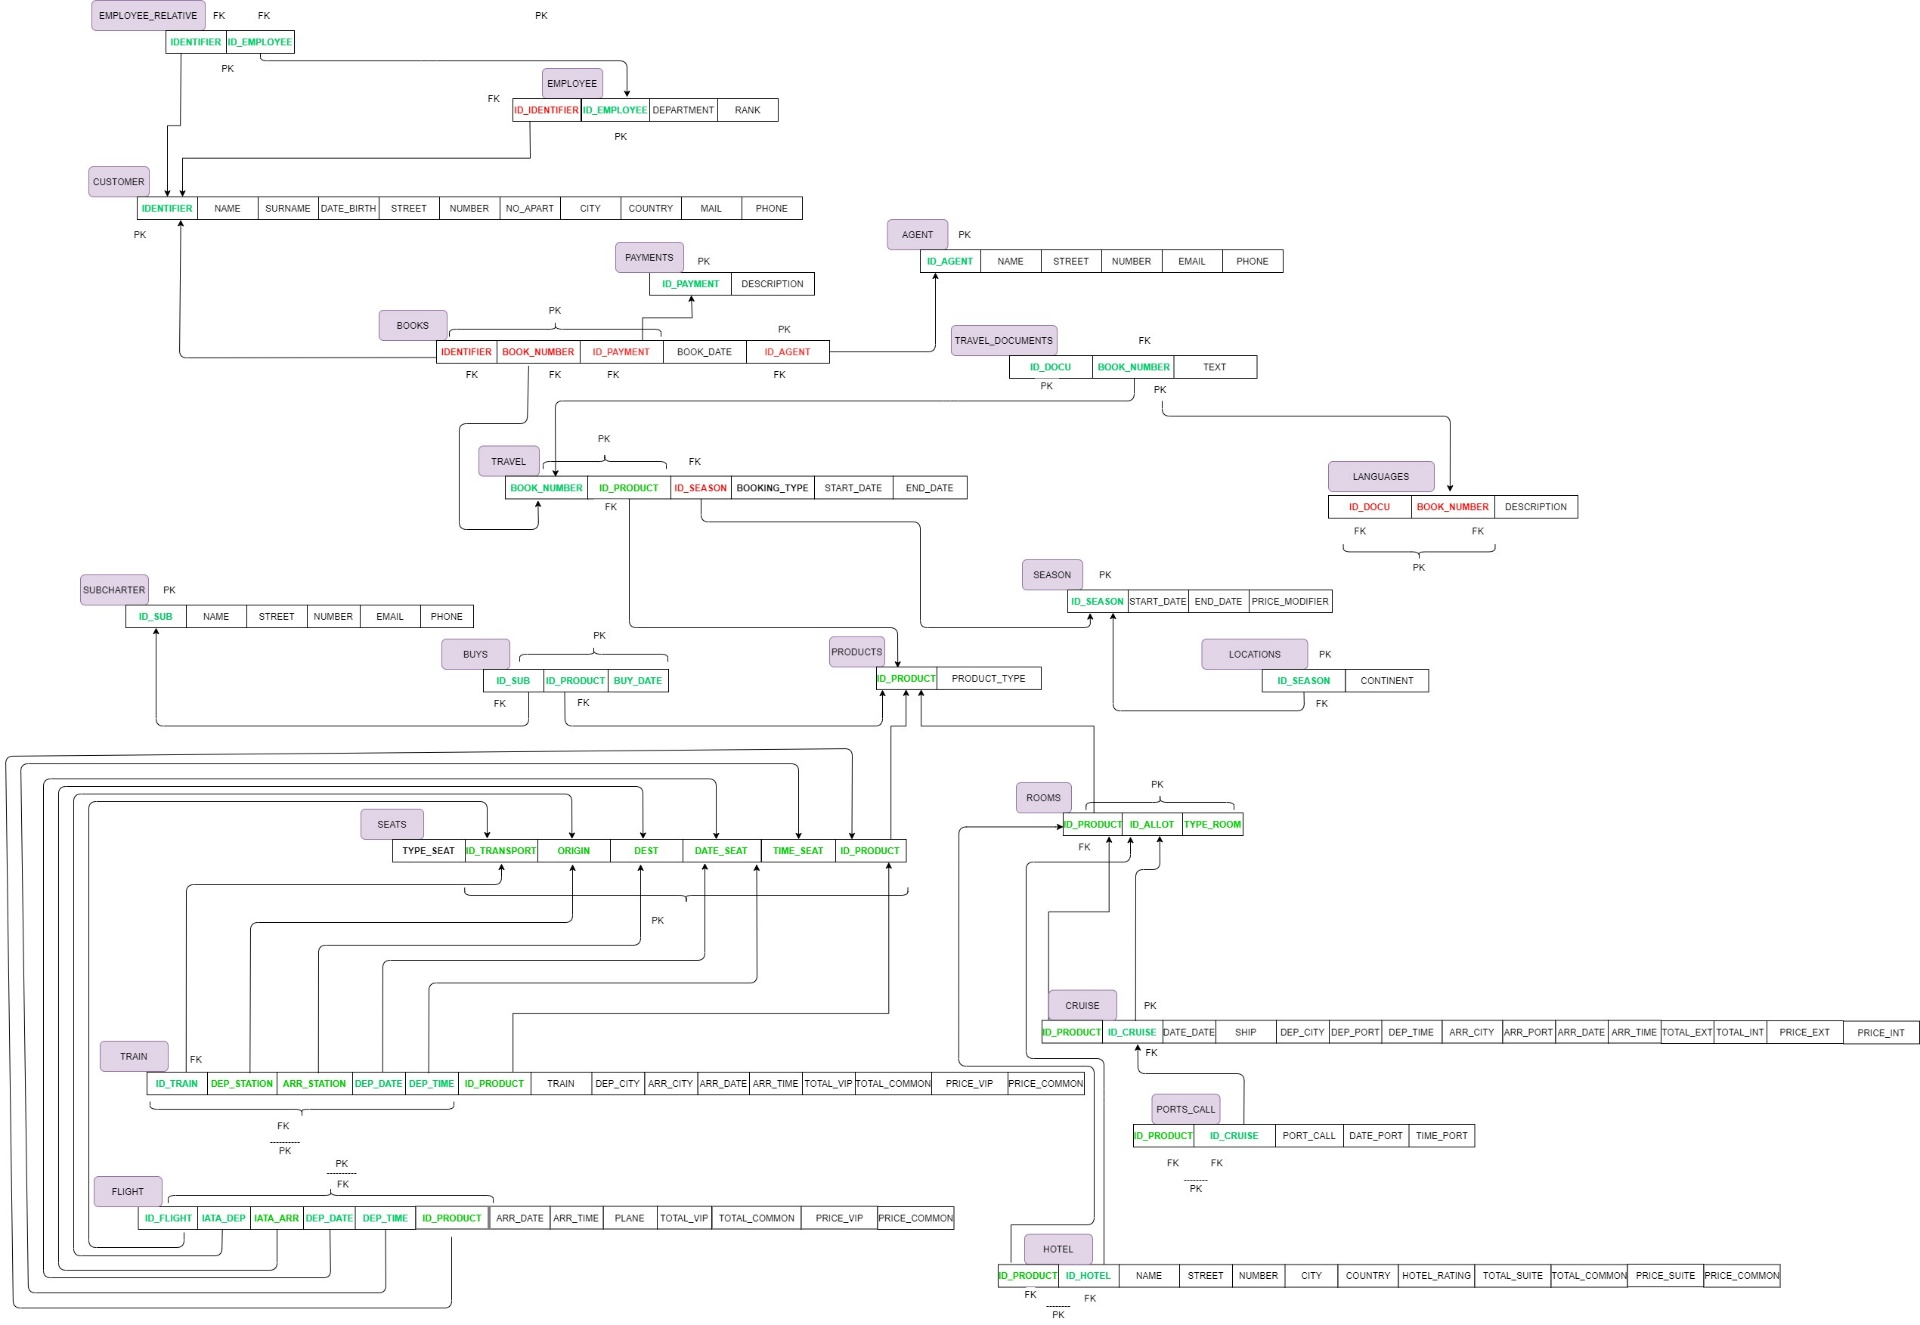 EMPLOYEE_RELATIVE FK FK PK
IDENTIFIER ID_EMPLOYEE
PK
EMPLOYEE
FK
ID_IDENTIFIER ID_EMPLOYEE DEPARTMENT RANK
PK
CUSTOMER
IDENTIFIER NAME SURNAME DATE_BIRTH STREET NUMBER NO_APART CITY COUNTRY MAIL PHONE
PK
AGENT PK
ID_AGENT NAME STREET NUMBER EMAIL PHONE
PAYMENTS PK
ID_PAYMENT DESCRIPTION
PK
BOOKS PK
IDENTIFIER BOOK_NUMBER ID_PAYMENT BOOK_DATE ID_AGENT
FK FK FK FK
TRAVEL_DOCUMENTS FK
ID_DOCU BOOK_NUMBER TEXT
PK PK
PK
TRAVEL FK
BOOK_NUMBER ID_PRODUCT ID_SEASON BOOKING_TYPE START_DATE END_DATE
FK
LANGUAGES
ID_DOCU BOOK_NUMBER DESCRIPTION
FK FK
PK
SEASON PK
ID_SEASON START_DATE END_DATE PRICE_MODIFIER
SUBCHARTER PK
ID_SUB NAME STREET NUMBER EMAIL PHONE
PK
BUYS
ID_SUB ID_PRODUCT BUY_DATE
FK FK
PRODUCTS
ID_PRODUCT PRODUCT_TYPE
LOCATIONS PK
ID_SEASON CONTINENT
FK
ROOMS PK
ID_PRODUCT ID_ALLOT TYPE_ROOM
FK
SEATS
TYPE_SEAT ID_TRANSPORT ORIGIN DEST DATE_SEAT TIME_SEAT ID_PRODUCT
PK
CRUISE PK
ID_PRODUCT ID_CRUISE DATE_DATE SHIP DEP_CITY DEP_PORT DEP_TIME ARR_CITY ARR_PORT ARR_DATE ARR_TIME TOTAL_EXT TOTAL_INT PRICE_EXT PRICE_INT
FK
TRAIN FK
ID_TRAIN DEP_STATION ARR_STATION DEP_DATE DEP_TIME ID_PRODUCT TRAIN DEP_CITY ARR_CITY ARR_DATE ARR_TIME TOTAL_VIP TOTAL_COMMON PRICE_VIP PRICE_COMMON
FK
----------
PK
PORTS_CALL
ID_PRODUCT ID_CRUISE PORT_CALL DATE_PORT TIME_PORT
FK FK
--------
PK
PK
----------
FK
FLIGHT
ID_FLIGHT IATA_DEP IATA_ARR DEP_DATE DEP_TIME ID_PRODUCT ARR_DATE ARR_TIME PLANE TOTAL_VIP TOTAL_COMMON PRICE_VIP PRICE_COMMON
HOTEL
ID_PRODUCT ID_HOTEL NAME STREET NUMBER CITY COUNTRY HOTEL_RATING TOTAL_SUITE TOTAL_COMMON PRICE_SUITE PRICE_COMMON
FK FK
--------
PK